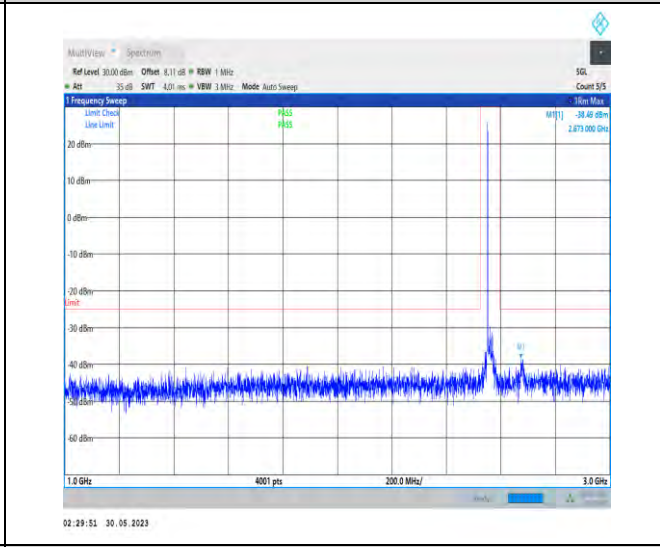 MultiView Spectrum
Ref Level 30.00 dBm Offset 8.11 dB RBW 1 MHz SGL
Att 35 dB SWT 4.01 ms VBW 3 MHz Mode Auto Sweep Count 5/5
1 Frequency Sweep 1Rm Max
Limit Check PASS M1[1] -38.48 dBm
Line Limit PASS 2.673 000 GHz
20 dBm
10 dBm
0 dBm
-10 dBm
-20 dBm
Limit
-30 dBm
M1
-40 dBm
-50 dBm
-60 dBm
1.0 GHz 4001 pts 200.0 MHz/ 3.0 GHz
02:29:51 30.05.2023